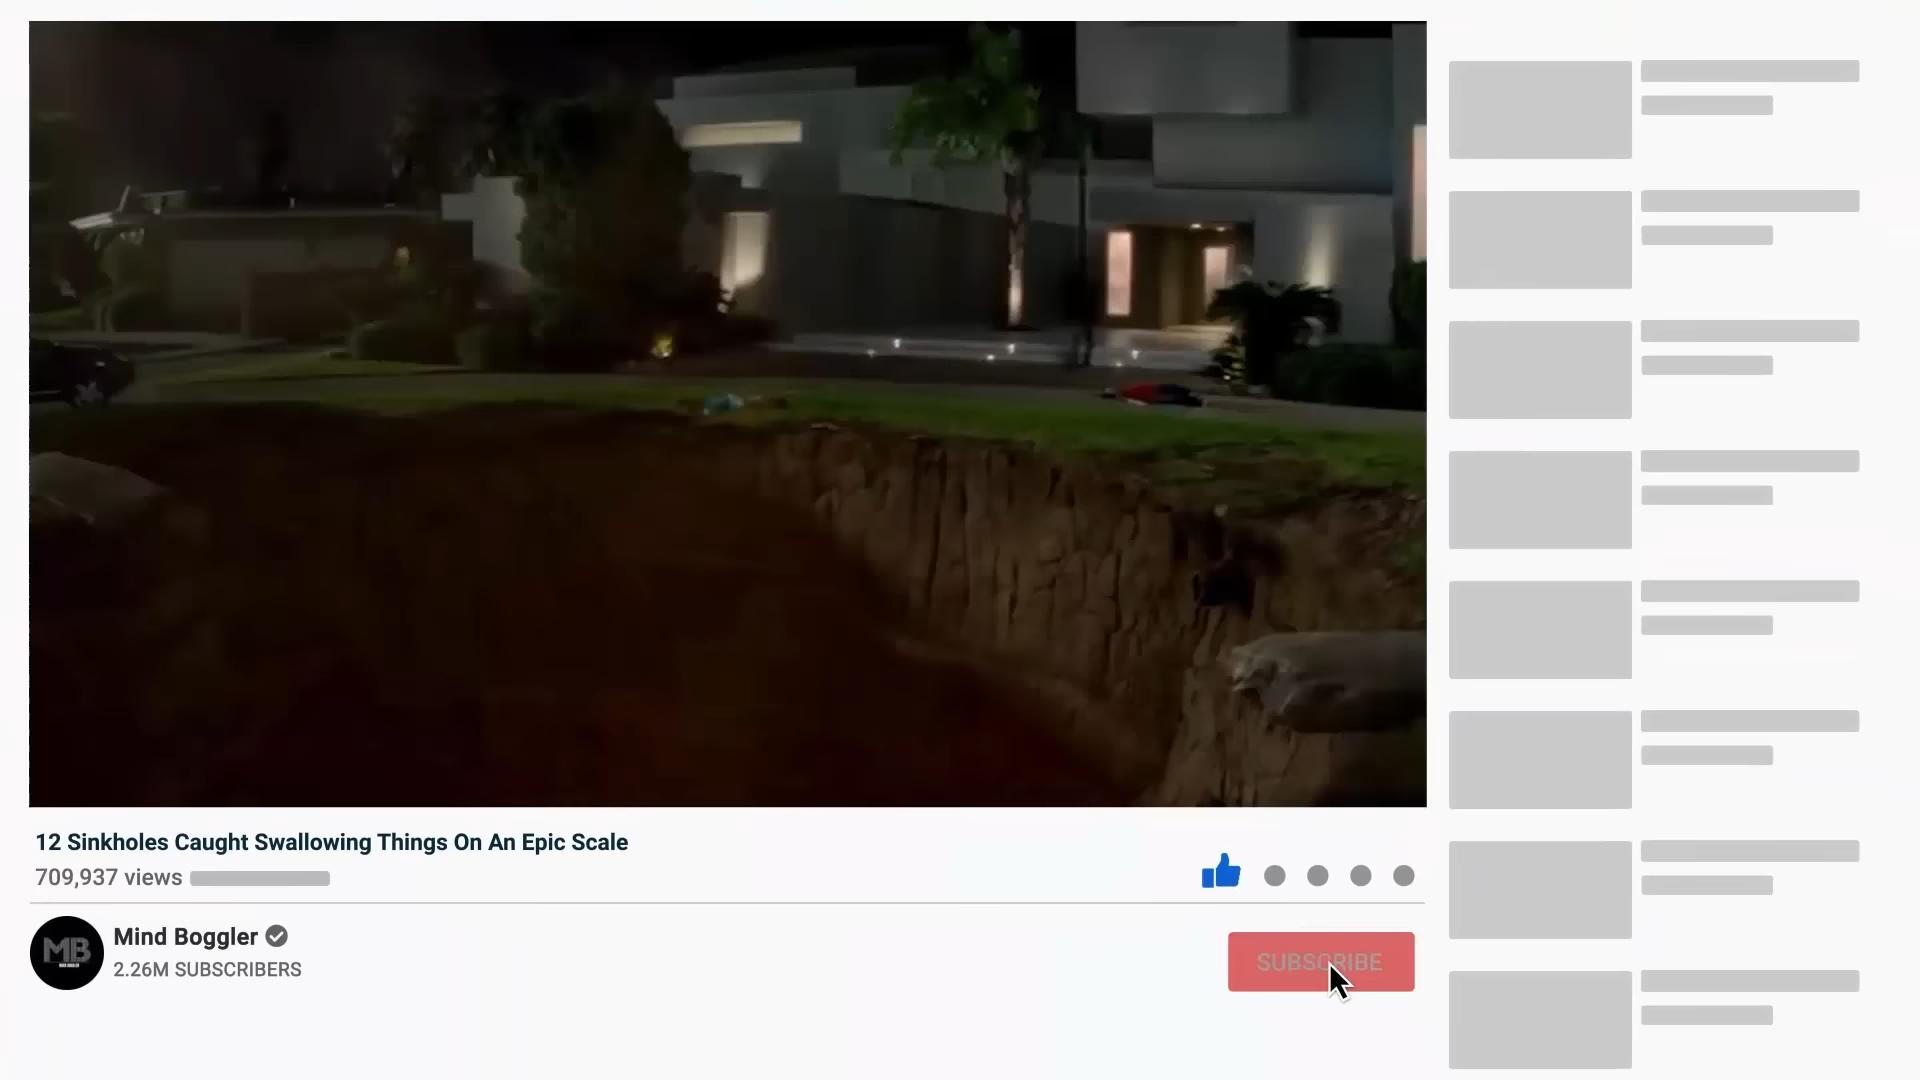 12 Sinkholes Caught Swallowing Things On An Epic Scale
709,937 views
MB
Mind Boggler
2.26M SUBSCRIBERS
SUBSCRIBE